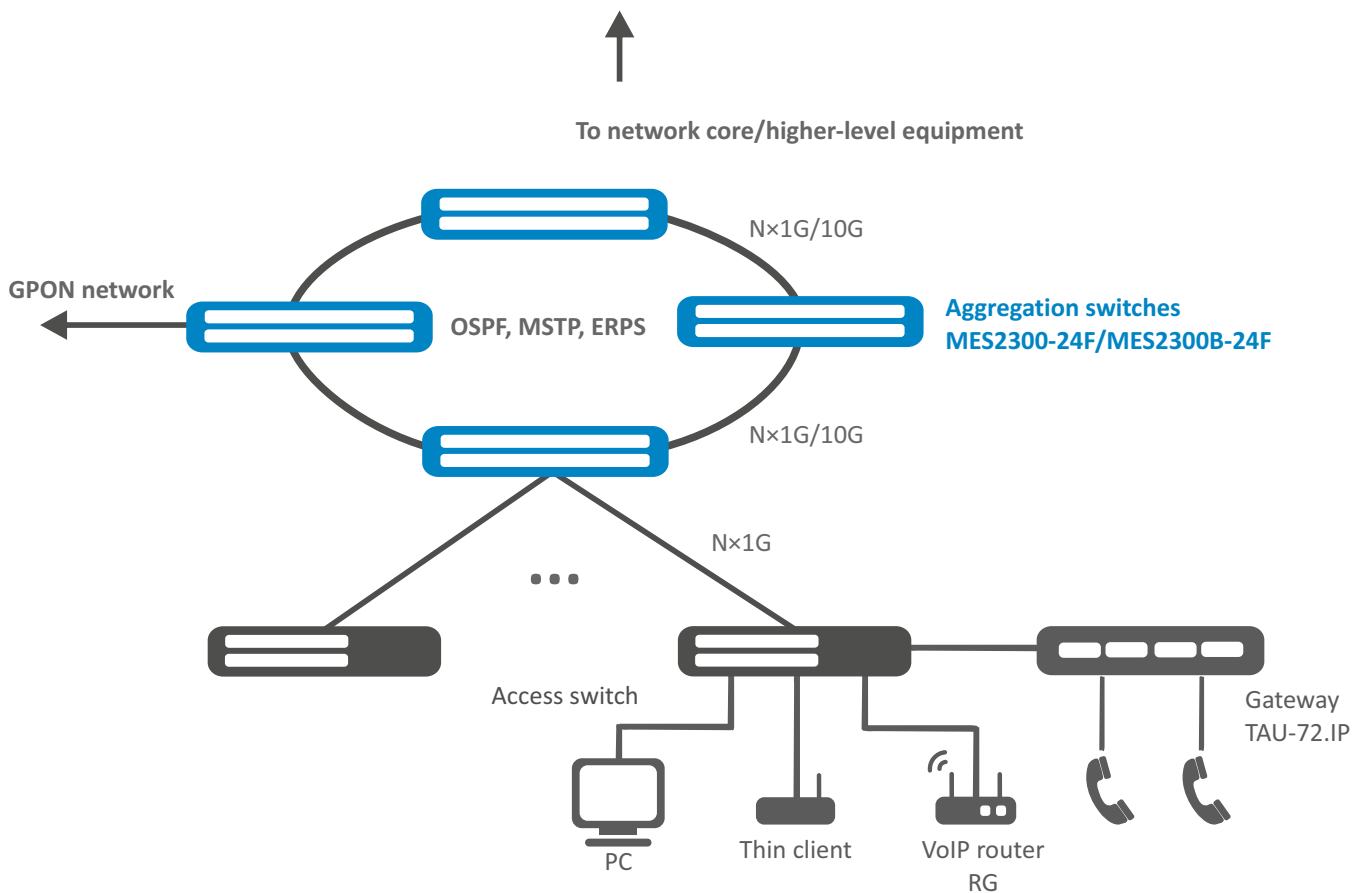 To network core/higher-level equipment
N×1G/10G
GPON network
OSPF, MSTP, ERPS
Aggregation switches
MES2300-24F/MES2300B-24F
N×1G/10G
N×1G
Access switch
Gateway
TAU-72.IP
PC
Thin client
VoIP router
RG